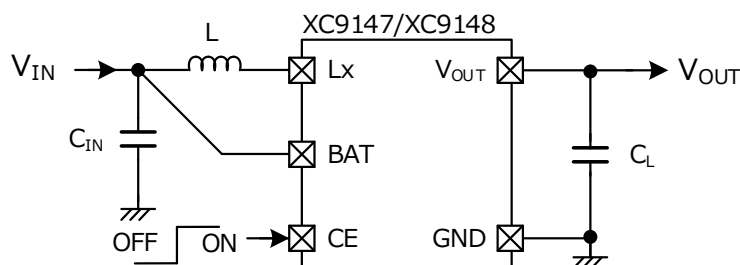 XC9147/XC9148
L
VIN
Lx
VOUT
VOUT
CIN
BAT
CL
OFF
ON
CE
GND